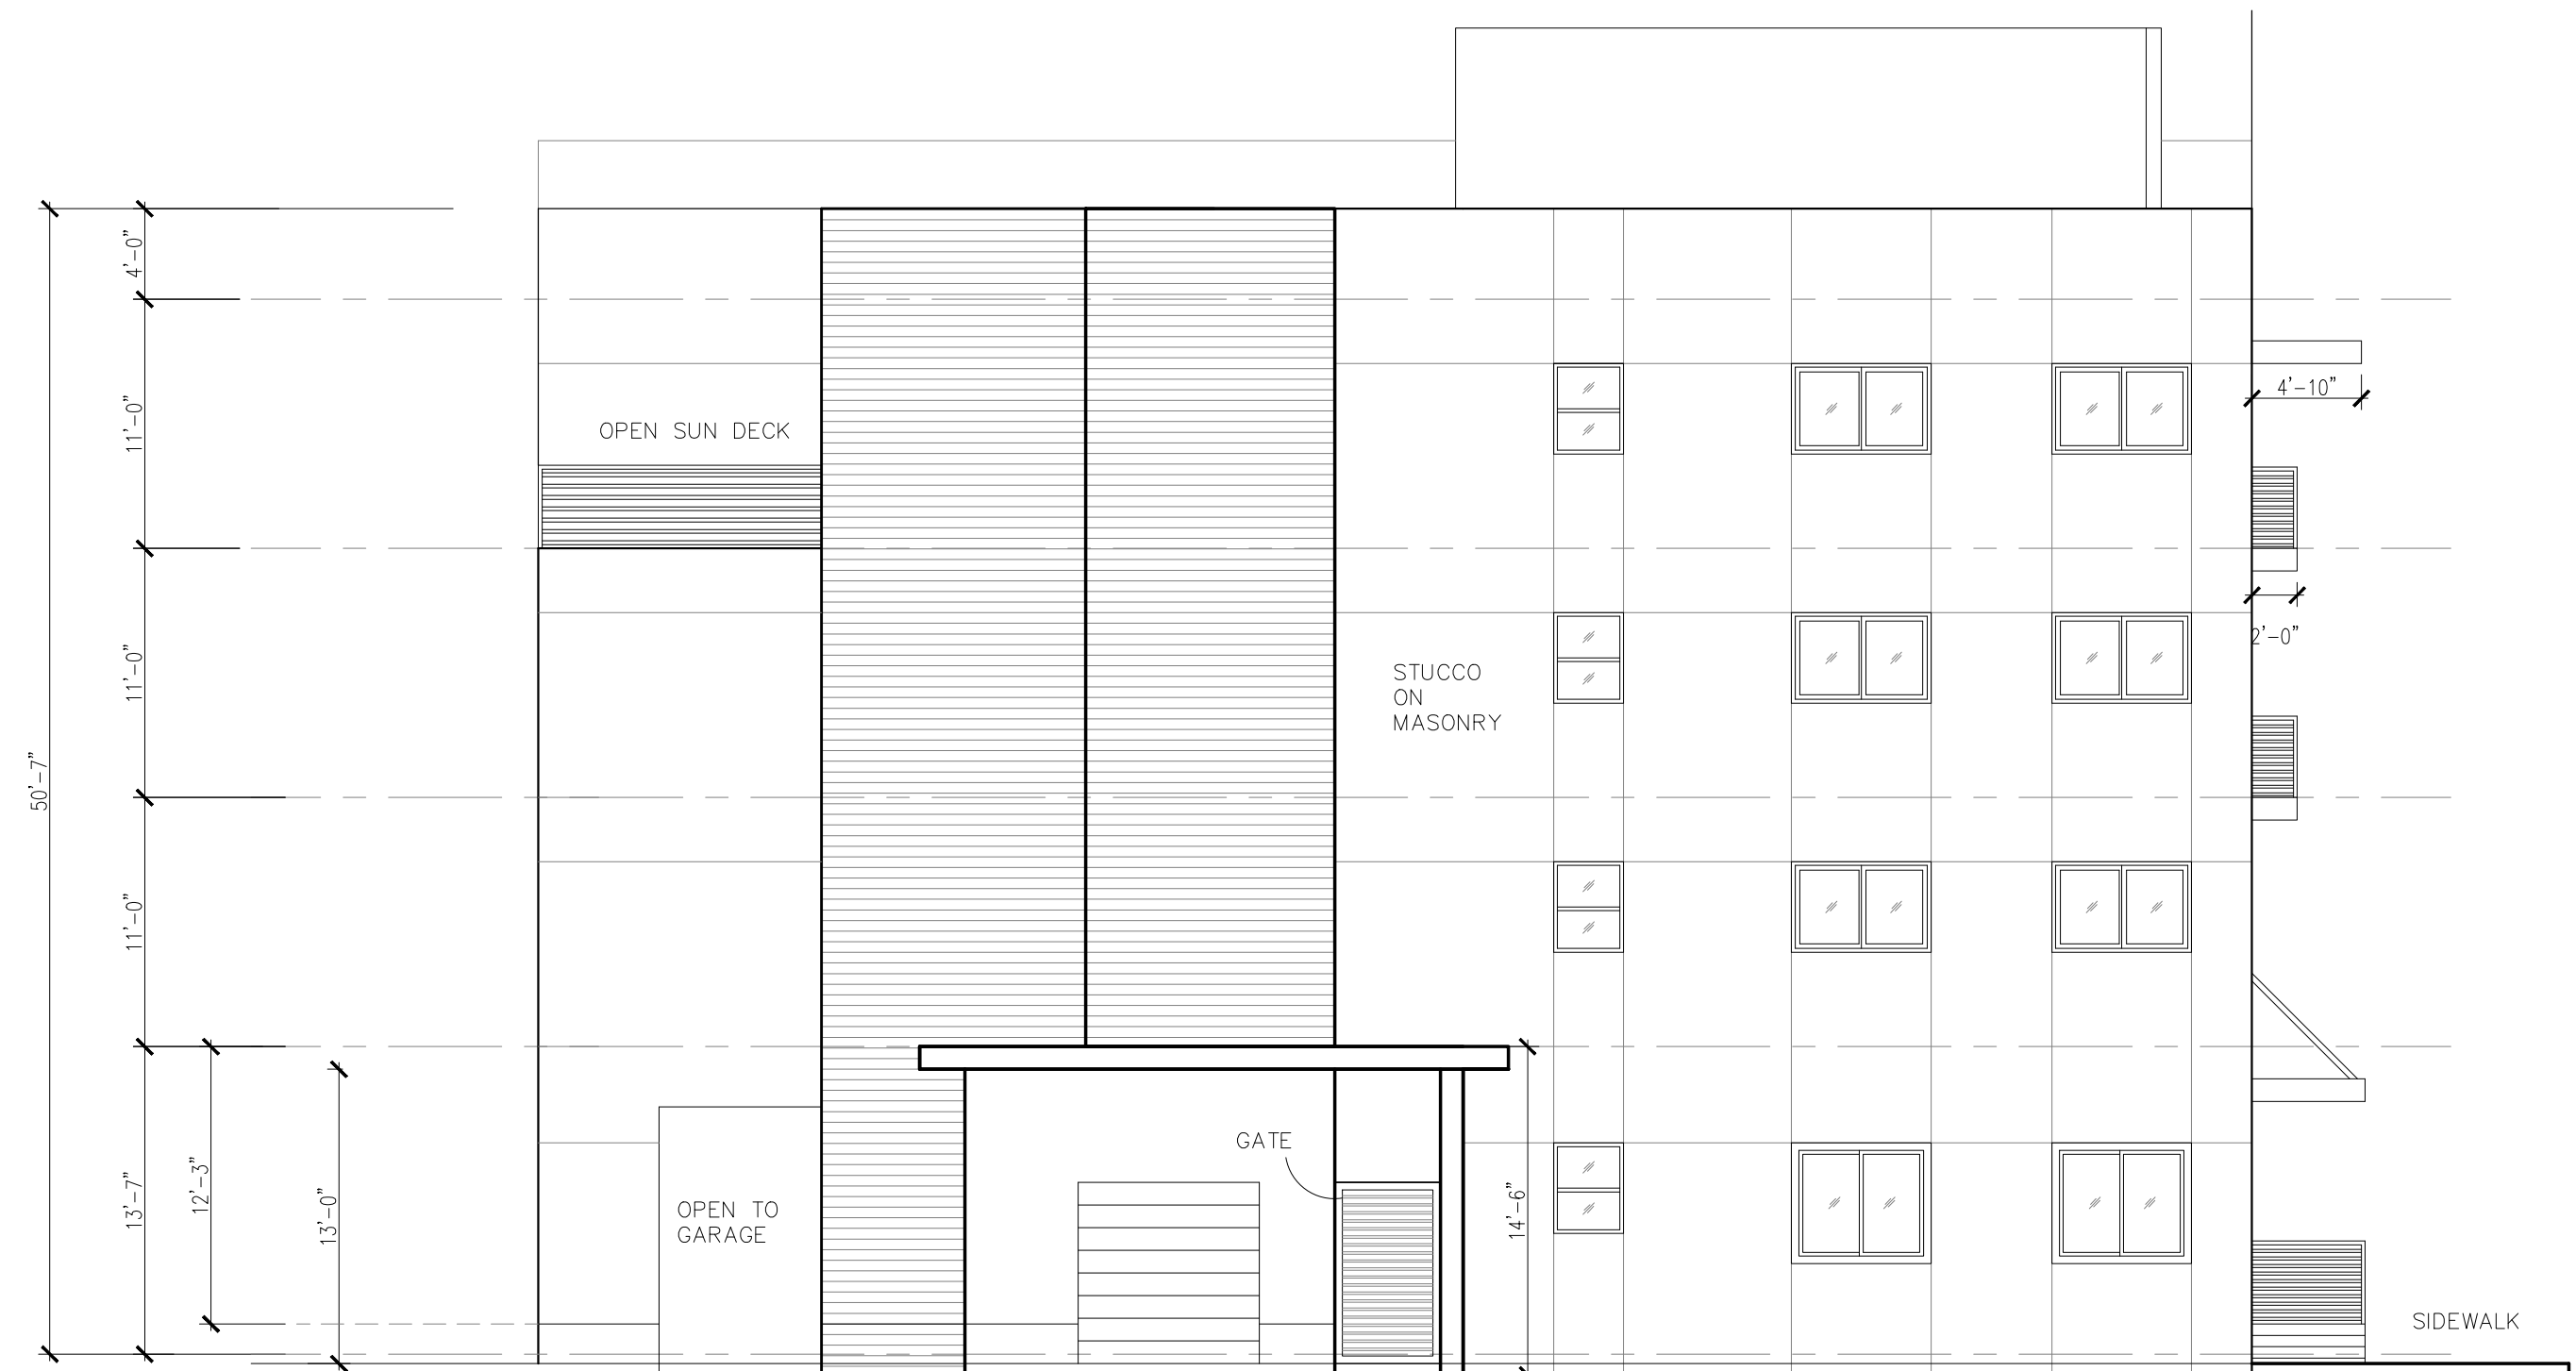 4'-0"
11'-0"
4'-10"
OPEN SUN DECK
2'-0"
11'-0"
STUCCO
ON
MASONRY
50'-7"
11'-0"
GATE
13'-7"
12'-3"
13'-0"
OPEN TO
GARAGE
14'-6"
SIDEWALK